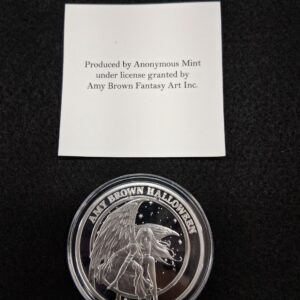 Produced by Anonymous Mint
under license granted by
Amy Brown Fantasy Art Inc.
AMY BROWN HALLOWEEN